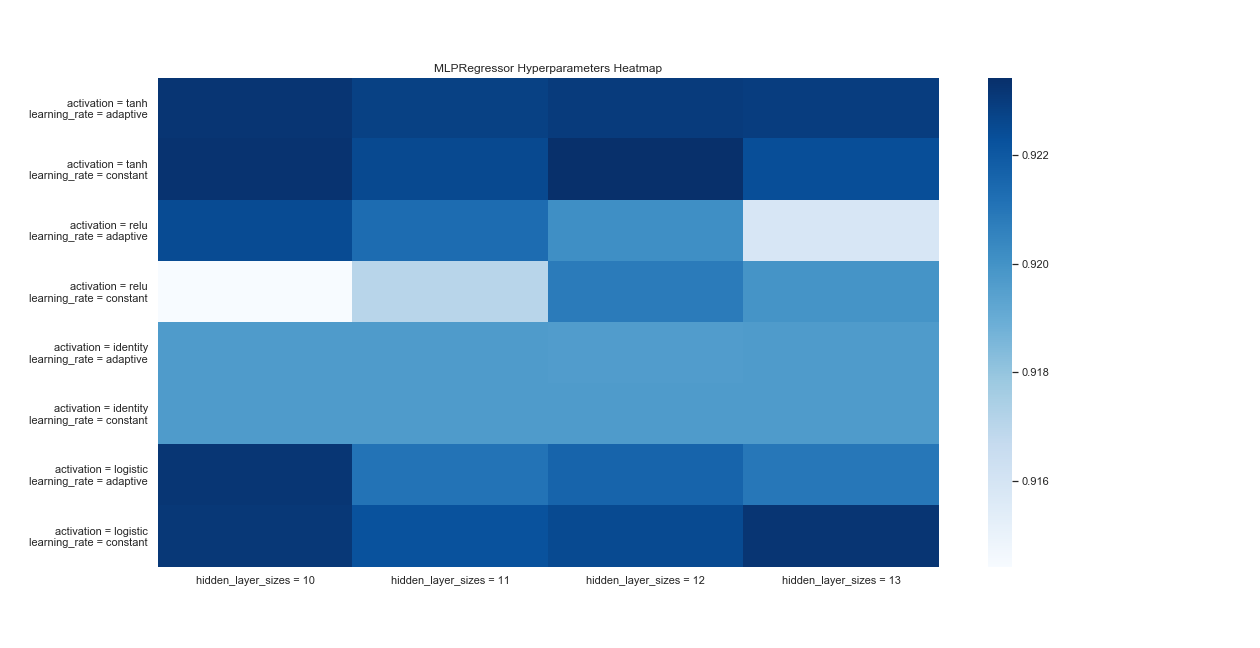 MLPRegressor Hyperparameters Heatmap
activation = tanh
learning_rate = adaptive
activation = tanh
learning_rate = constant
activation = relu
learning_rate = adaptive
activation = relu
learning_rate = constant
activation = identity
learning_rate = adaptive
activation = identity
learning_rate = constant
activation = logistic
learning_rate = adaptive
activation = logistic
learning_rate = constant
hidden_layer_sizes = 10
hidden_layer_sizes = 11
hidden_layer_sizes = 12
hidden_layer_sizes = 13
0.922
0.920
0.918
0.916